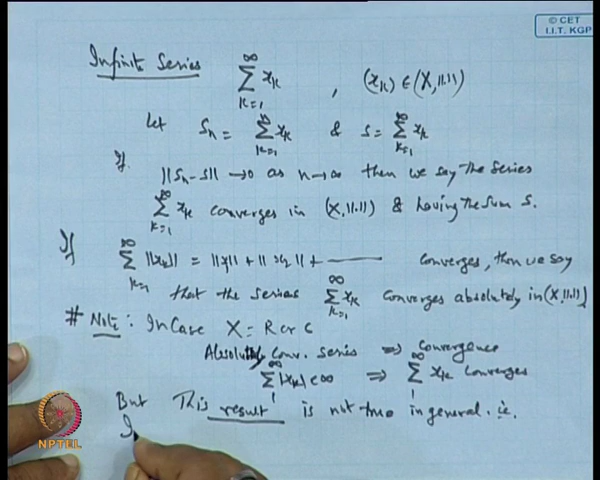 © CET
I.I.T. KGP
Infinite Series ∑_{k=1}^{∞} x_k , (x_k) ∈ (X, ||.||)
Let S_n = ∑_{k=1}^{n} x_k & s = ∑_{k=1}^{∞} x_k
If ||S_n - s|| → 0 as n → ∞ then we say the series
∑_{k=1}^{∞} x_k converges in (X, ||.||) & having the sum s.
If ∑_{k=1}^{∞} ||x_k|| = ||x_1|| + ||x_2|| + ——— converges, then we say
that the series ∑_{k=1}^{∞} x_k converges absolutely in (X, ||.||)
# Note : In case X = R or C
Absolutely conv. series ⇒ convergence
∑_{1}^{∞} |x_k| < ∞ ⇒ ∑_{1}^{∞} x_k converges
But This result is not true in general. i.e.
NPTEL